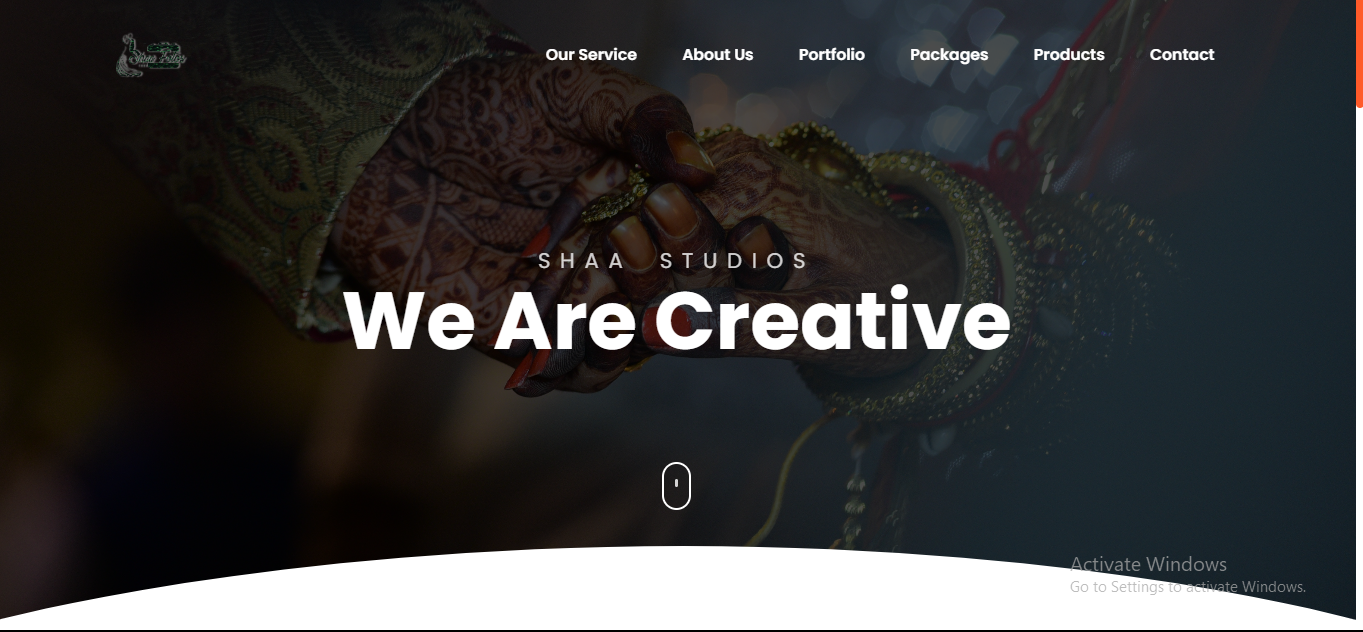 Our Service About Us Portfolio Packages Products Contact
SHAA STUDIOS
We Are Creative
Activate Windows
Go to Settings to activate Windows.